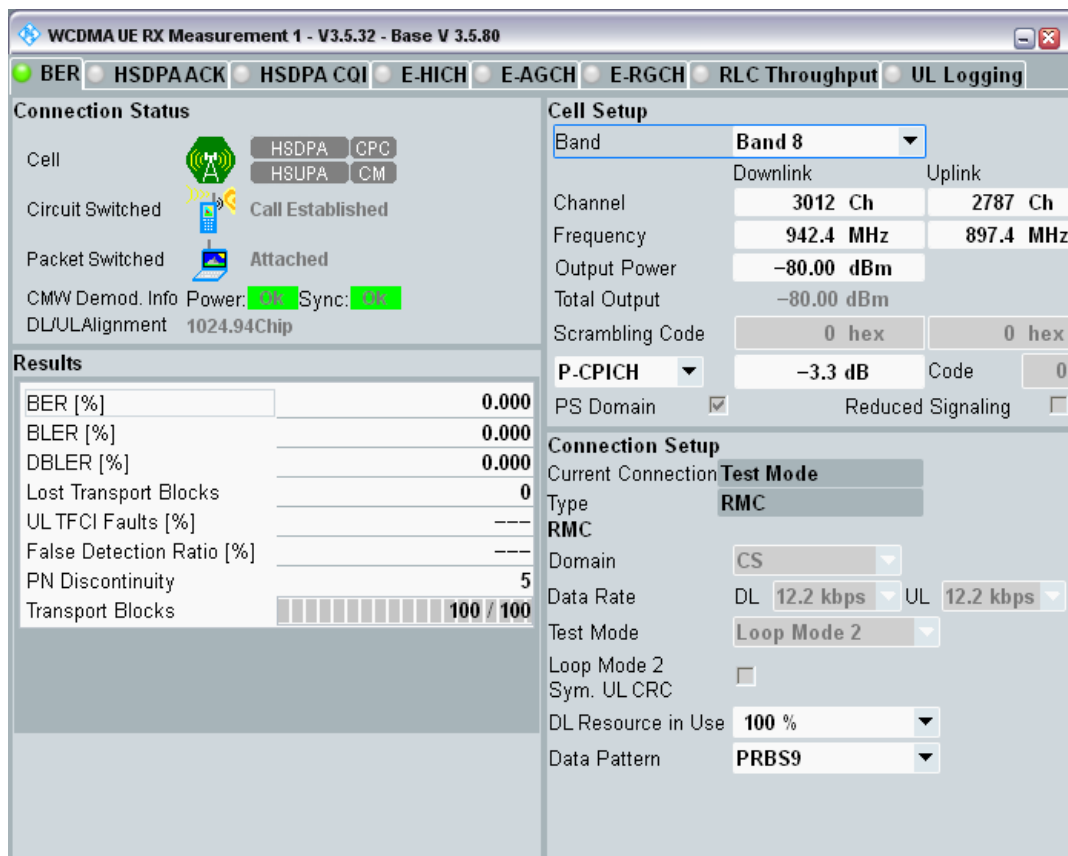 WCDMA UE RX Measurement 1 - V3.5.32 - Base V 3.5.80
BER HSDPA ACK HSDPA CQI E-HICH E-AGCH E-RGCH RLC Throughput UL Logging
Connection Status
Cell HSDPA CPC
HSUPA CM
Circuit Switched Call Established
Packet Switched Attached
CMW Demod. Info Power: Ok Sync: Ok
DL/ULAlignment 1024.94Chip
Results
BER [%] 0.000
BLER [%] 0.000
DBLER [%] 0.000
Lost Transport Blocks 0
UL TFCI Faults [%] ---
False Detection Ratio [%] ---
PN Discontinuity 5
Transport Blocks 100 / 100
Cell Setup
Band Band 8
Downlink Uplink
Channel 3012 Ch 2787 Ch
Frequency 942.4 MHz 897.4 MHz
Output Power -80.00 dBm
Total Output -80.00 dBm
Scrambling Code 0 hex 0 hex
P-CPICH -3.3 dB Code 0
PS Domain Reduced Signaling
Connection Setup
Current Connection Test Mode
Type RMC
RMC
Domain CS
Data Rate DL 12.2 kbps UL 12.2 kbps
Test Mode Loop Mode 2
Loop Mode 2
Sym. UL CRC
DL Resource in Use 100 %
Data Pattern PRBS9